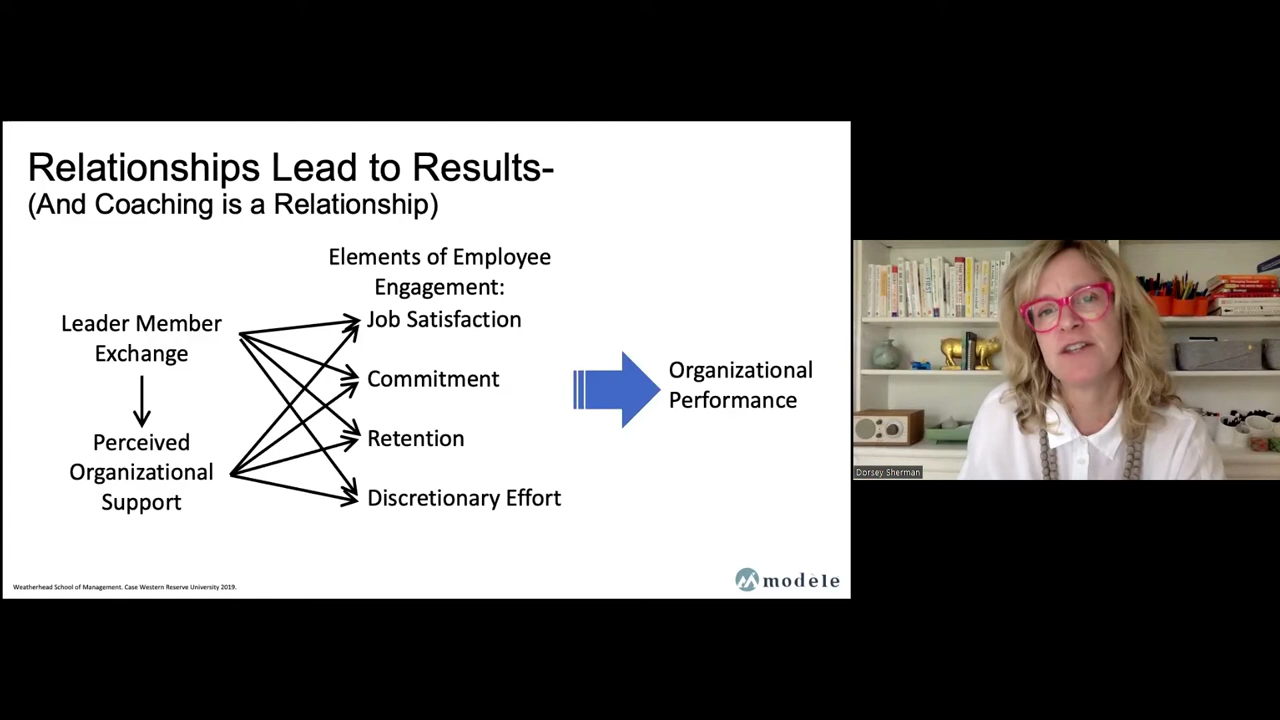 Relationships Lead to Results-
(And Coaching is a Relationship)
Elements of Employee
Engagement:
Leader Member
Exchange
Perceived
Organizational
Support
Job Satisfaction
Commitment
Retention
Discretionary Effort
Organizational
Performance
Weatherhead School of Management. Case Western Reserve University 2019.
modèle
Dorsey Sherman